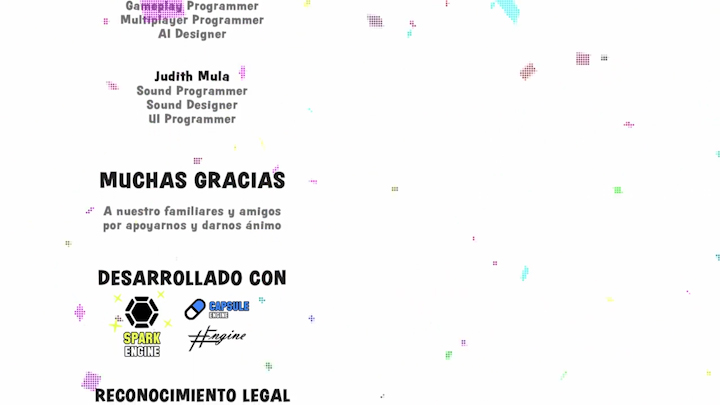 Gameplay Programmer
Multiplayer Programmer
AI Designer
Judith Mula
Sound Programmer
Sound Designer
UI Programmer
MUCHAS GRACIAS
A nuestro familiares y amigos
por apoyarnos y darnos ánimo
DESARROLLADO CON
SPARK
ENGINE
CAPSULE
ENGINE
#Engine
RECONOCIMIENTO LEGAL